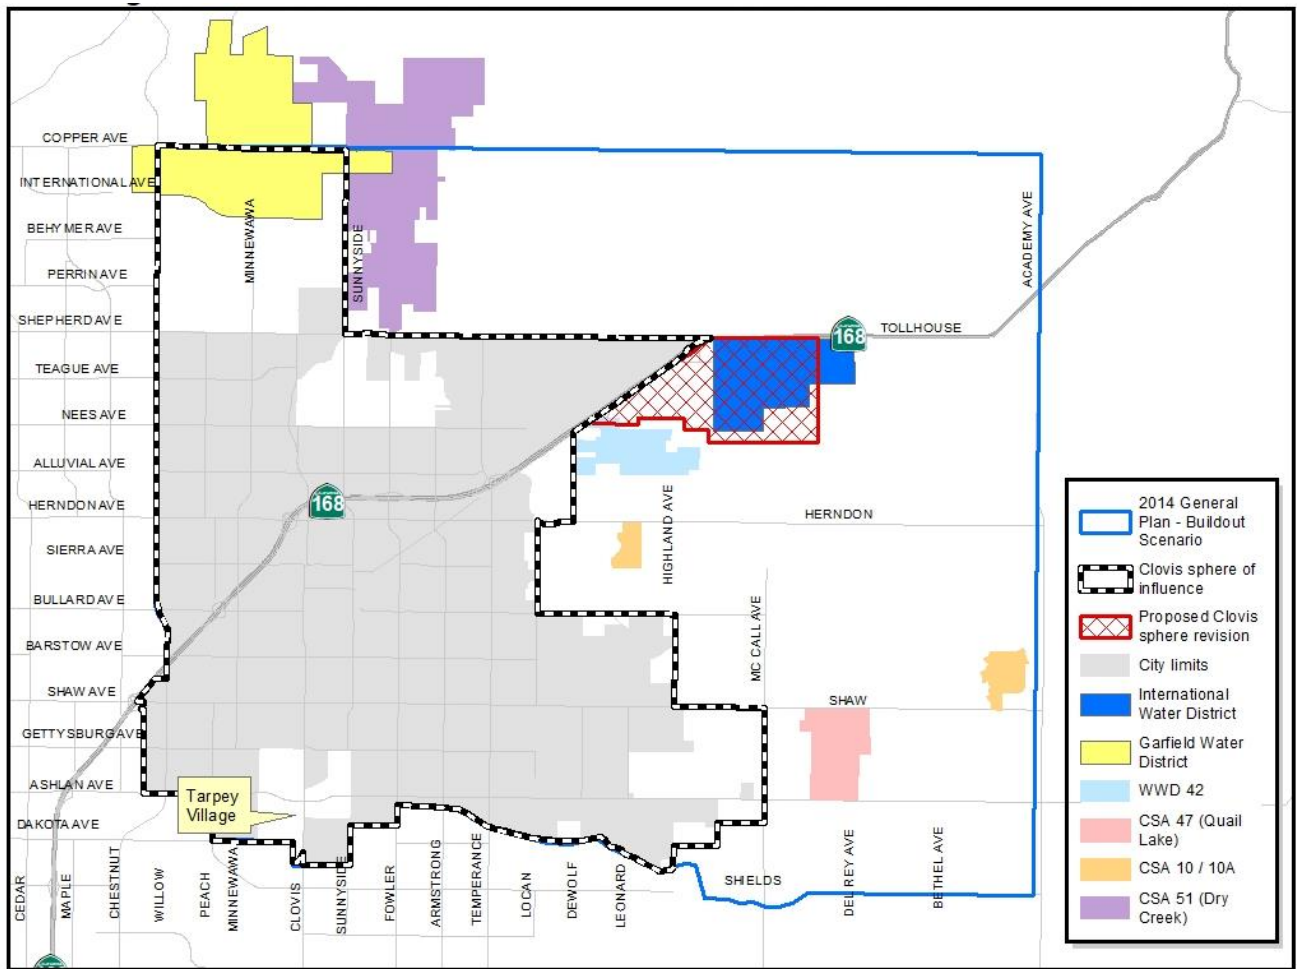 COPPER AVE
INTERNATIONAL AVE
BEHYMER AVE
PERRIN AVE
SHEPHERD AVE
TEAGUE AVE
NEES AVE
ALLUVIAL AVE
HERNDON AVE
SIERRA AVE
BULLARD AVE
BARSTOW AVE
SHAW AVE
GETTYSBURG AVE
ASHLAN AVE
DAKOTA AVE
MINNEWAWA
SUNNYSIDE
ACADEMY AVE
TOLLHOUSE
168
168
HERNDON
HIGHLAND AVE
MC CALL AVE
SHAW
Tarpey
Village
CEDAR
MAPLE
CHESTNUT
WILLOW
PEACH
MINNEWAWA
CLOVIS
SUNNYSIDE
FOWLER
ARMSTRONG
TEMPERANCE
LOCAN
DEWOLF
LEONARD
SHIELDS
DEL REY AVE
BETHEL AVE
2014 General
Plan - Buildout
Scenario
Clovis sphere of
influence
Proposed Clovis
sphere revision
City limits
International
Water District
Garfield Water
District
WWD 42
CSA 47 (Quail
Lake)
CSA 10 / 10A
CSA 51 (Dry
Creek)